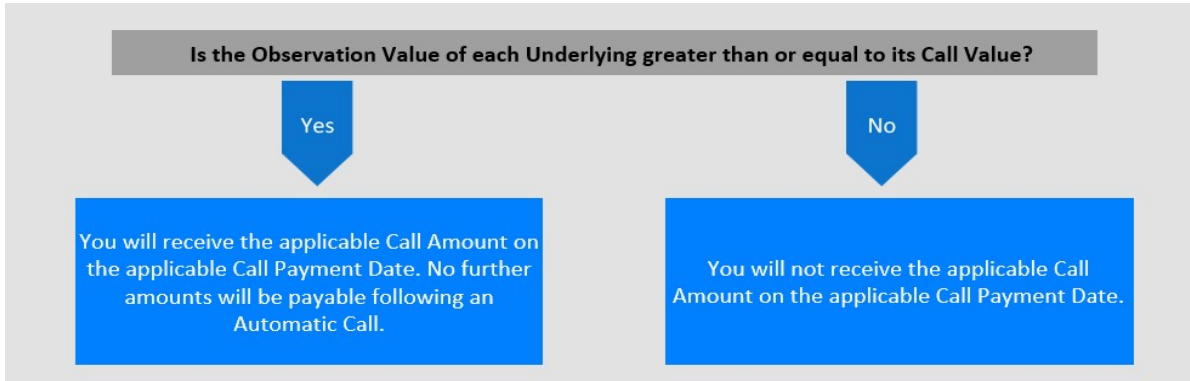 Is the Observation Value of each Underlying greater than or equal to its Call Value?
Yes
No
You will receive the applicable Call Amount on
the applicable Call Payment Date. No further
amounts will be payable following an
Automatic Call.
You will not receive the applicable Call
Amount on the applicable Call Payment Date.